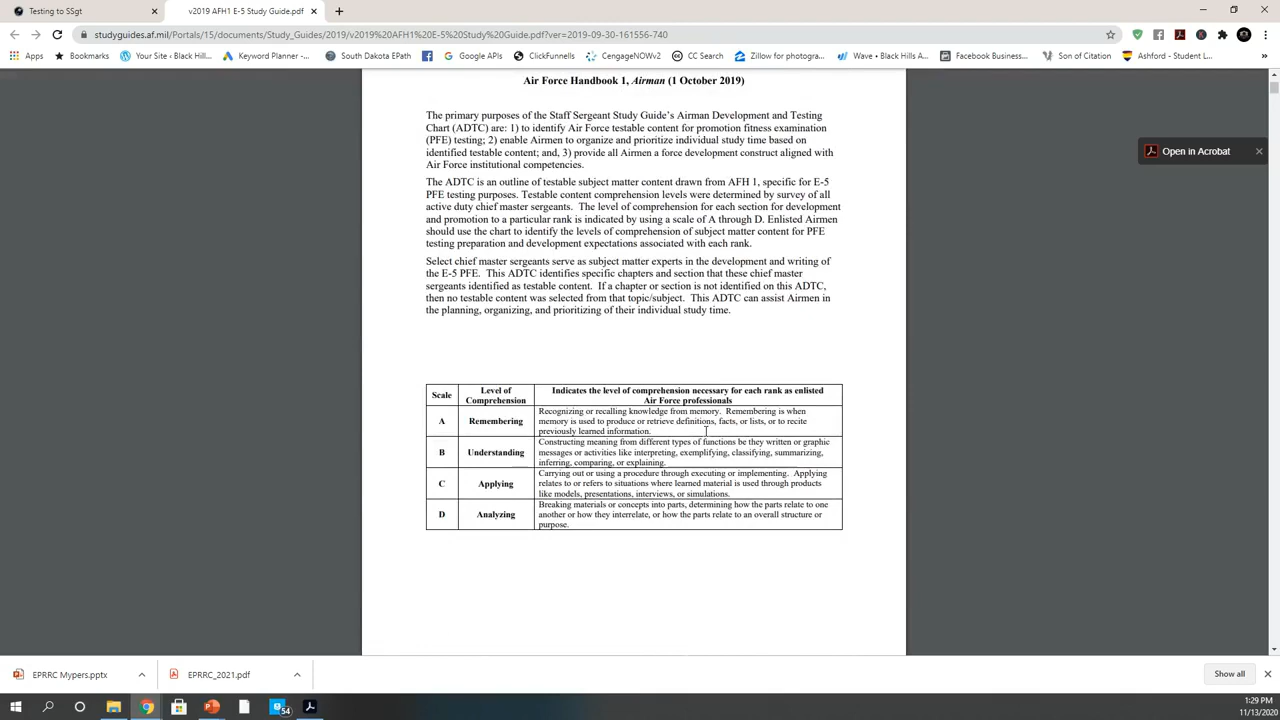 Testing to SSgt
v2019 AFH1 E-5 Study Guide.pdf
studyguides.af.mil/Portals/15/documents/Study_Guides/2019/v2019%20AFH1%20E-5%20Study%20Guide.pdf?ver=2019-09-30-161556-740
Apps Bookmarks Your Site ‹ Black Hill... Keyword Planner -... South Dakota EPath Google APIs ClickFunnells CengageNOWv2 CC Search Zillow for photogra... Wave • Black Hills A... Facebook Business... Son of Citation Ashford - Student L...
Open in Acrobat
Air Force Handbook 1, Airman (1 October 2019)
The primary purposes of the Staff Sergeant Study Guide's Airman Development and Testing
Chart (ADTC) are: 1) to identify Air Force testable content for promotion fitness examination
(PFE) testing; 2) enable Airmen to organize and prioritize individual study time based on
identified testable content; and, 3) provide all Airmen a force development construct aligned with
Air Force institutional competencies.
The ADTC is an outline of testable subject matter content drawn from AFH 1, specific for E-5
PFE testing purposes. Testable content comprehension levels were determined by survey of all
active duty chief master sergeants. The level of comprehension for each section for development
and promotion to a particular rank is indicated by using a scale of A through D. Enlisted Airmen
should use the chart to identify the levels of comprehension of subject matter content for PFE
testing preparation and development expectations associated with each rank.
Select chief master sergeants serve as subject matter experts in the development and writing of
the E-5 PFE. This ADTC identifies specific chapters and section that these chief master
sergeants identified as testable content. If a chapter or section is not identified on this ADTC,
then no testable content was selected from that topic/subject. This ADTC can assist Airmen in
the planning, organizing, and prioritizing of their individual study time.
Scale
Level of
Comprehension
Indicates the level of comprehension necessary for each rank as enlisted
Air Force professionals
A
Remembering
Recognizing or recalling knowledge from memory. Remembering is when
memory is used to produce or retrieve definitions, facts, or lists, or to recite
previously learned information.
B
Understanding
Constructing meaning from different types of functions be they written or graphic
messages or activities like interpreting, exemplifying, classifying, summarizing,
inferring, comparing, or explaining.
C
Applying
Carrying out or using a procedure through executing or implementing. Applying
relates to or refers to situations where learned material is used through products
like models, presentations, interviews, or simulations.
D
Analyzing
Breaking materials or concepts into parts, determining how the parts relate to one
another or how they interrelate, or how the parts relate to an overall structure or
purpose.
EPRRC Mypers.pptx
EPRRC_2021.pdf
Show all
54
1:29 PM
11/13/2020